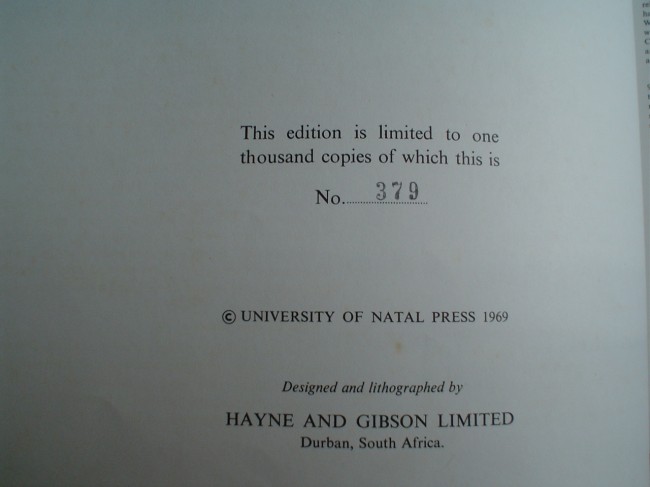 This edition is limited to one
thousand copies of which this is
No. 379
© UNIVERSITY OF NATAL PRESS 1969
Designed and lithographed by
HAYNE AND GIBSON LIMITED
Durban, South Africa.